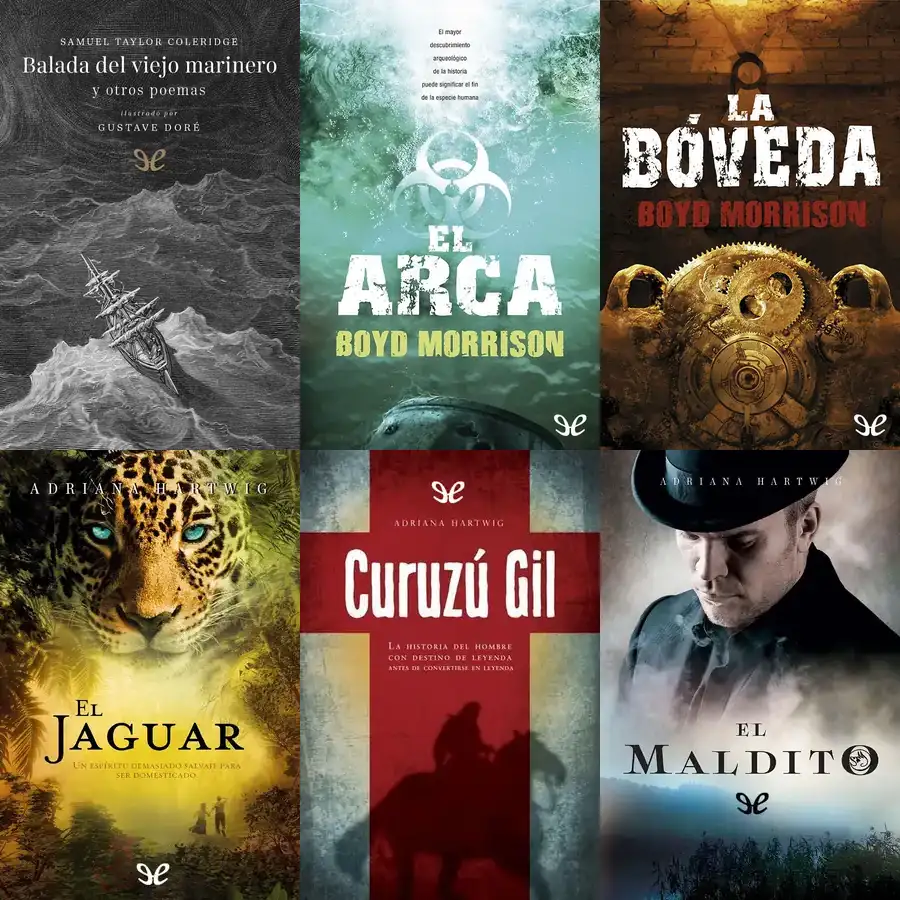 SAMUEL TAYLOR COLERIDGE
Balada del viejo marinero
y otros poemas
ilustrado por
GUSTAVE DORÉ
El mayor
descubrimiento
arqueológico
de la historia
puede significar el fin
de la especie humana
EL
ARCA
BOYD MORRISON
LA
BÓVEDA
BOYD MORRISON
ADRIANA HARTWIG
EL
JAGUAR
UN ESPÍRITU DEMASIADO SALVAJE PARA
SER DOMESTICADO
ADRIANA HARTWIG
Curuzú Gil
LA HISTORIA DEL HOMBRE
CON DESTINO DE LEYENDA
ANTES DE CONVERTIRSE EN LEYENDA
ADRIANA HARTWIG
EL
MALDITO